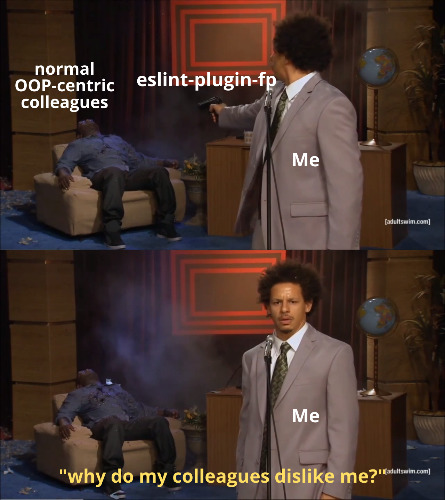 normal
OOP-centric
colleagues
eslint-plugin-fp
Me
[adultswim.com]
Me
"why do my colleagues dislike me?"
[adultswim.com]